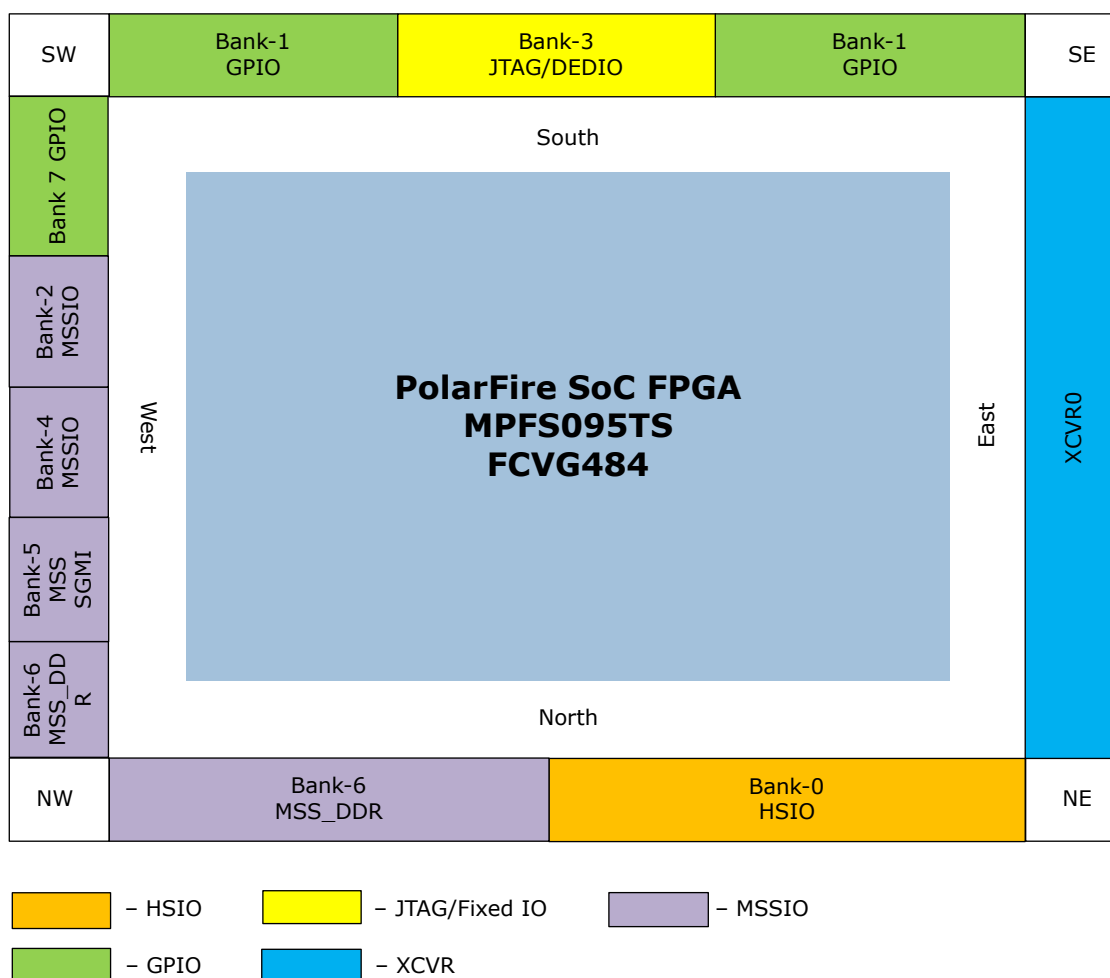 SW
Bank-1
GPIO
Bank-3
JTAG/DEDIO
Bank-1
GPIO
SE
Bank 7 GPIO
South
Bank-2
MSSIO
Bank-4
MSSIO
West
PolarFire SoC FPGA
MPFS095TS
FCVG484
East
XCVR0
Bank-5
MSS
SGMI
Bank-6
MSS_DD
R
North
NW
Bank-6
MSS_DDR
Bank-0
HSIO
NE
– HSIO
– JTAG/Fixed IO
– MSSIO
– GPIO
– XCVR